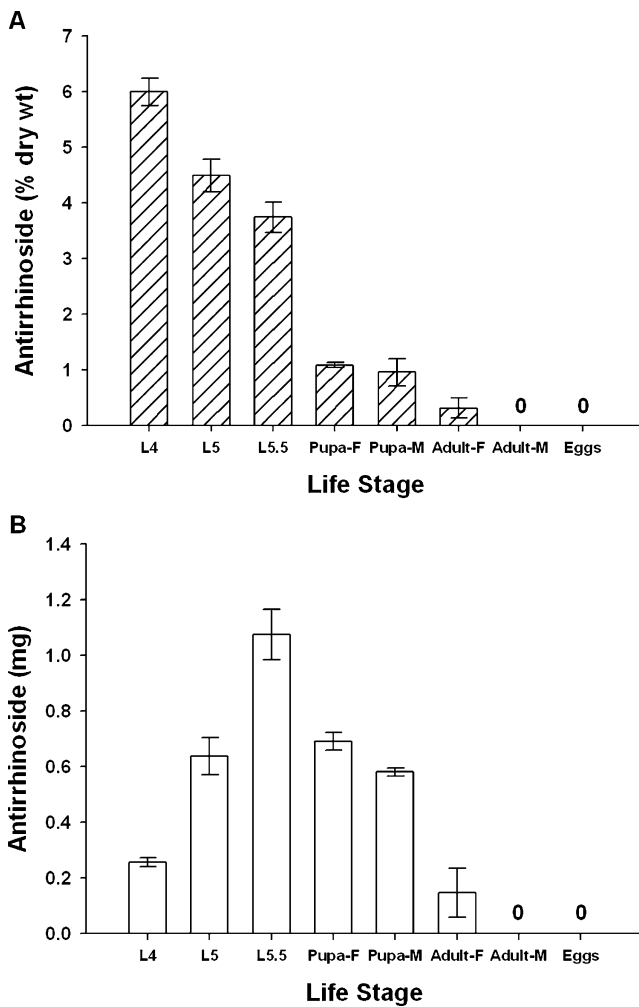 A
Antirrhinoside (% dry wt)
7
6
5
4
3
2
1
0
0 0
L4 L5 L5.5 Pupa-F Pupa-M Adult-F Adult-M Eggs
Life Stage
B
Antirrhinoside (mg)
1.4
1.2
1.0
0.8
0.6
0.4
0.2
0.0
0 0
L4 L5 L5.5 Pupa-F Pupa-M Adult-F Adult-M Eggs
Life Stage